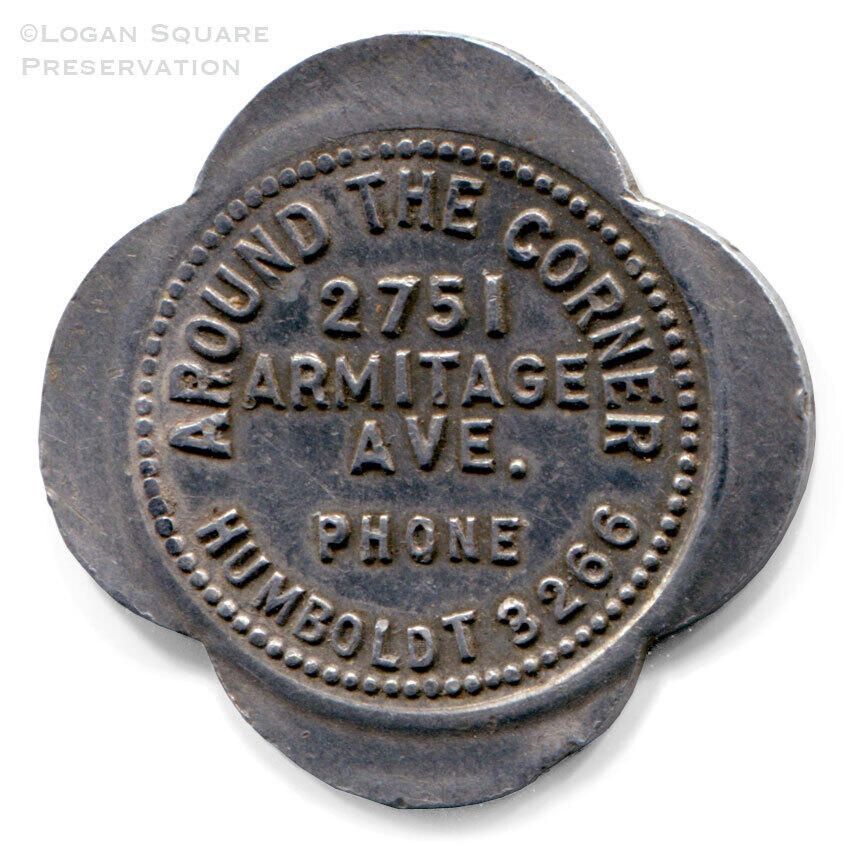 ©LOGAN SQUARE
PRESERVATION
AROUND THE CORNER
2751
ARMITAGE
AVE.
PHONE
HUMBOLDT 3266